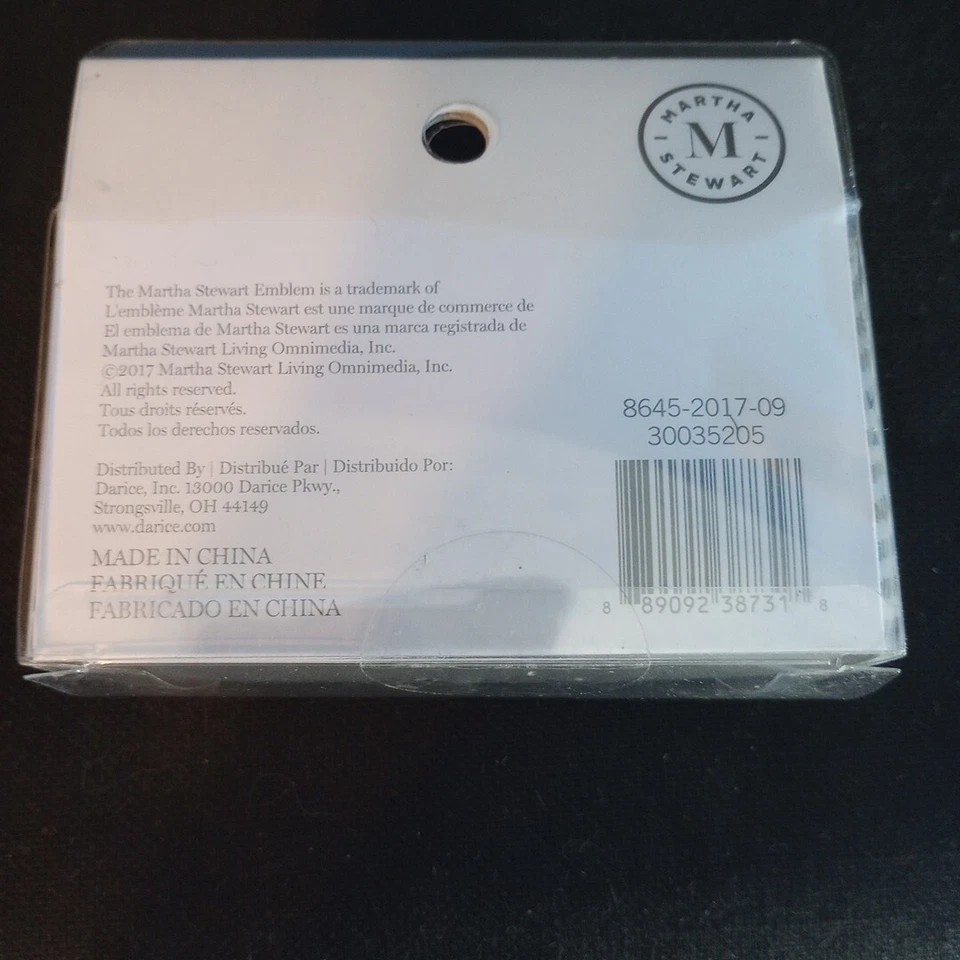 MARTHA
M
STEWART
The Martha Stewart Emblem is a trademark of
L'emblème Martha Stewart est une marque de commerce de
El emblema de Martha Stewart es una marca registrada de
Martha Stewart Living Omnimedia, Inc.
©2017 Martha Stewart Living Omnimedia, Inc.
All rights reserved.
Tous droits réservés.
Todos los derechos reservados.
Distributed By | Distribué Par | Distribuido Por:
Darice, Inc. 13000 Darice Pkwy.,
Strongsville, OH 44149
www.darice.com
MADE IN CHINA
FABRIQUÉ EN CHINE
FABRICADO EN CHINA
8645-2017-09
30035205
8 89092 38731 8